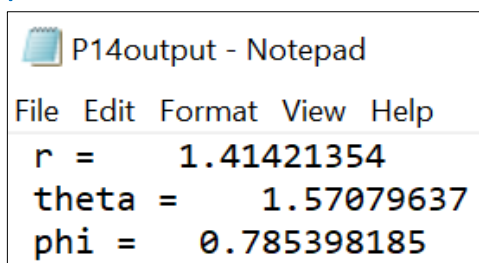 P14output - Notepad
File Edit Format View Help
r = 1.41421354
theta = 1.57079637
phi = 0.785398185